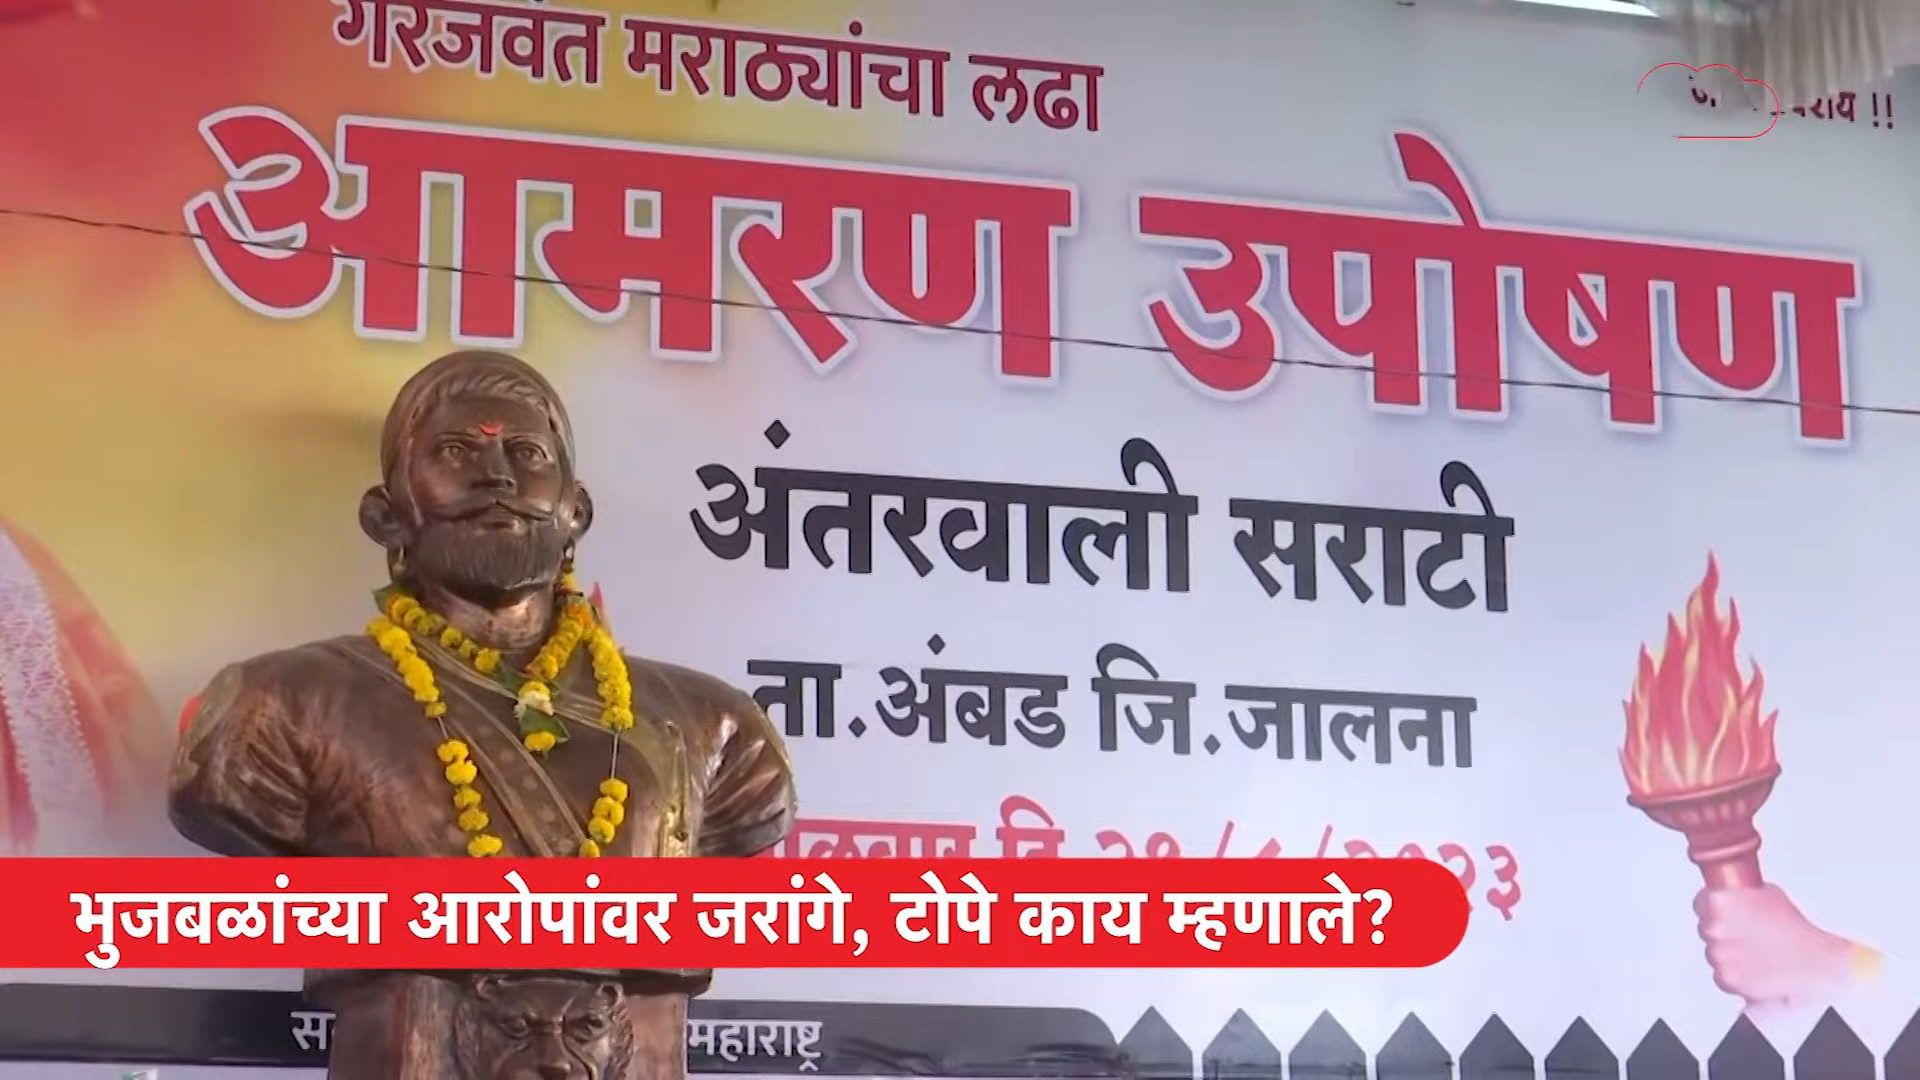 गरजवंत मराठ्यांचा लढा
!!
आमरण उपोषण
अंतरवाली सराटी
ता.अंबड जि.जालना
भुजबळांच्या आरोपांवर जरांगे, टोपे काय म्हणाले?
महाराष्ट्र